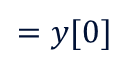 = y[0]